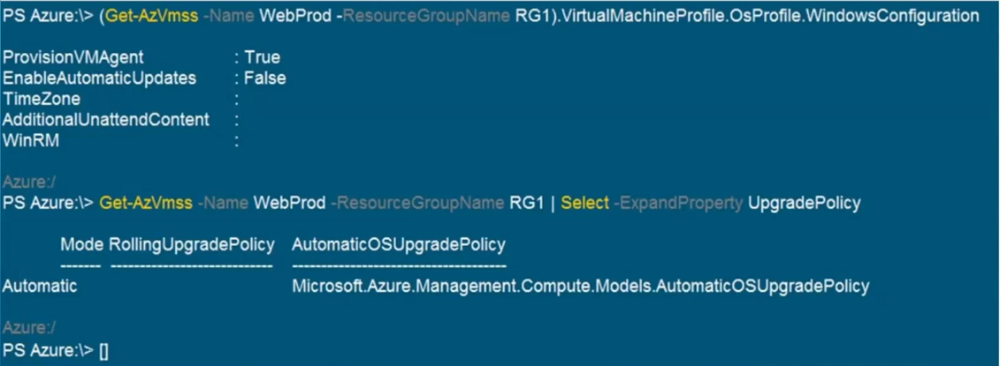 PS Azure:\> (Get-AzVmss -Name WebProd -ResourceGroupName RG1).VirtualMachineProfile.OsProfile.WindowsConfiguration
ProvisionVMAgent : True
EnableAutomaticUpdates : False
TimeZone :
AdditionalUnattendContent :
WinRM :
Azure:/
PS Azure:\> Get-AzVmss -Name WebProd -ResourceGroupName RG1 | Select -ExpandProperty UpgradePolicy
Mode RollingUpgradePolicy AutomaticOSUpgradePolicy
------- ---------------------------- -------------------------------------
Automatic Microsoft.Azure.Management.Compute.Models.AutomaticOSUpgradePolicy
Azure:/
PS Azure:\> []